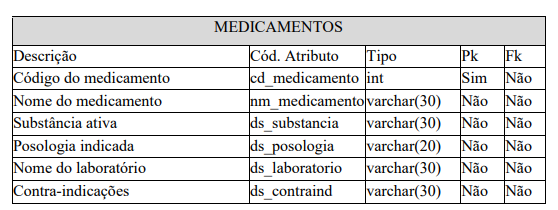 MEDICAMENTOS
Descrição Cód. Atributo Tipo Pk Fk
Código do medicamento cd_medicamento int Sim Não
Nome do medicamento nm_medicamento varchar(30) Não Não
Substância ativa ds_substancia varchar(30) Não Não
Posologia indicada ds_posologia varchar(20) Não Não
Nome do laboratório ds_laboratorio varchar(30) Não Não
Contra-indicações ds_contraind varchar(30) Não Não